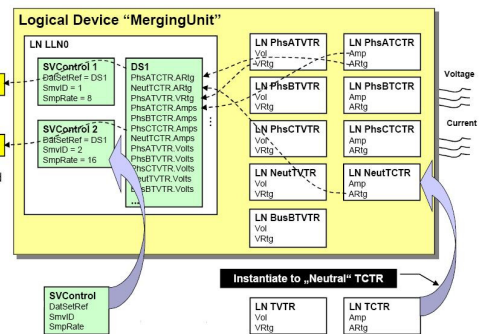 Logical Device "MergingUnit"
LN LLN0
SVControl 1
DatSetRef = DS1
SmvID = 1
SmpRate = 8
SVControl 2
DatSetRef = DS1
SmvID = 2
SmpRate = 16
DS1
PhsATCTR.ARtg
NeutTCTR.ARtg
PhsATVTR.VRtg
PhsATCTR.Amps
PhsBTCTR.Amps
PhsCTCTR.Amps
NeutTCTR.Amps
PhsATVTR.Volts
PhsBTVTR.Volts
PhsCTVTR.Volts
NeutTVTR.Volts
BusBTVTR.Volts
...
LN PhsATVTR
Vol
VRtg
LN PhsBTVTR
Vol
VRtg
LN PhsCTVTR
Vol
VRtg
LN NeutTVTR
Vol
VRtg
LN BusBTVTR
Vol
VRtg
LN PhsATCTR
Amp
ARtg
LN PhsBTCTR
Amp
ARtg
LN PhsCTCTR
Amp
ARtg
LN NeutTCTR
Amp
ARtg
Voltage
Current
Instantiate to „Neutral" TCTR
SVControl
DatSetRef
SmvID
SmpRate
LN TVTR
Vol
VRtg
LN TCTR
Amp
ARtg